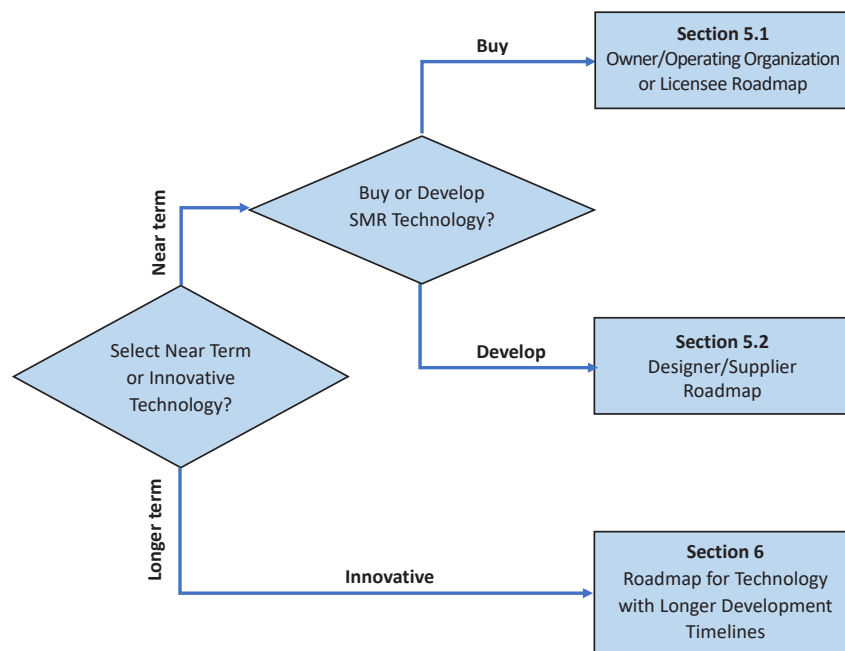 Buy
Section 5.1
Owner/Operating Organization
or Licensee Roadmap
Buy or Develop
SMR Technology?
Near term
Select Near Term
or Innovative
Technology?
Develop
Section 5.2
Designer/Supplier
Roadmap
Longer term
Innovative
Section 6
Roadmap for Technology
with Longer Development
Timelines